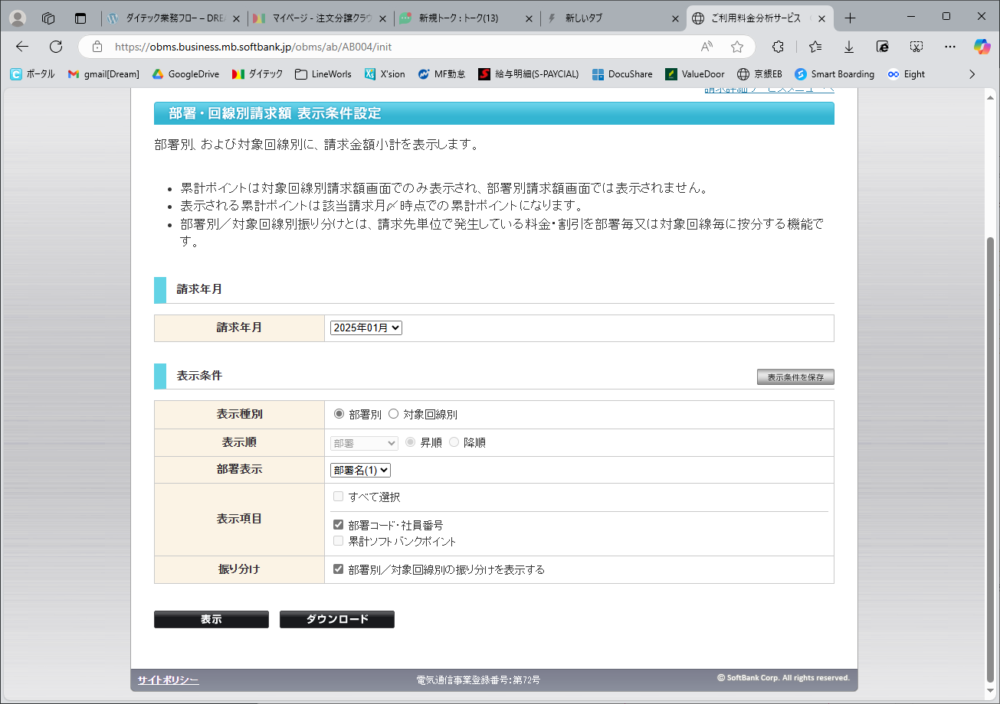 ダイテック業務フロー – DREA
マイページ - 注文分譲クラウ
新規トーク : トーク(13)
新しいタブ
ご利用料金分析サービス
https://obms.business.mb.softbank.jp/obms/ab/AB004/init
ポータル
gmail[Dream]
GoogleDrive
ダイテック
LineWorls
X'sion
MF勤怠
給与明細(S-PAYCIAL)
DocuShare
ValueDoor
京銀EB
Smart Boarding
Eight
請求詳細サービスメニューへ
部署・回線別請求額 表示条件設定
部署別、および対象回線別に、請求金額小計を表示します。
• 累計ポイントは対象回線別請求額画面でのみ表示され、部署別請求額画面では表示されません。
• 表示される累計ポイントは該当請求月〆時点での累計ポイントになります。
• 部署別／対象回線別振り分けとは、請求先単位で発生している料金・割引を部署毎又は対象回線毎に按分する機能で
す。
請求年月
請求年月 2025年01月
表示条件 表示条件を保存
表示種別 部署別 対象回線別
表示順 部署 昇順 降順
部署表示 部署名(1)
すべて選択
表示項目
部署コード・社員番号
累計ソフトバンクポイント
振り分け 部署別／対象回線別の振り分けを表示する
表示 ダウンロード
サイトポリシー 電気通信事業登録番号：第72号 © SoftBank Corp. All rights reserved.